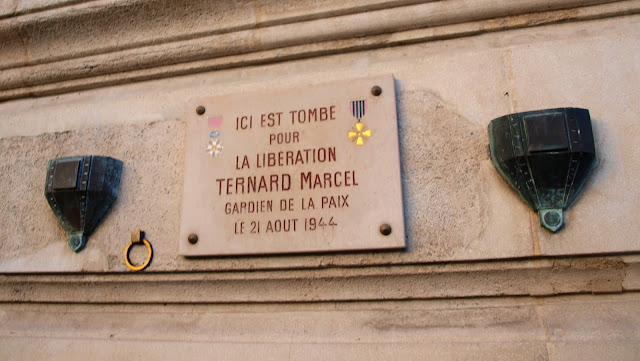 ICI EST TOMBE
POUR
LA LIBERATION
TERNARD MARCEL
GARDIEN DE LA PAIX
LE 21 AOUT 1944